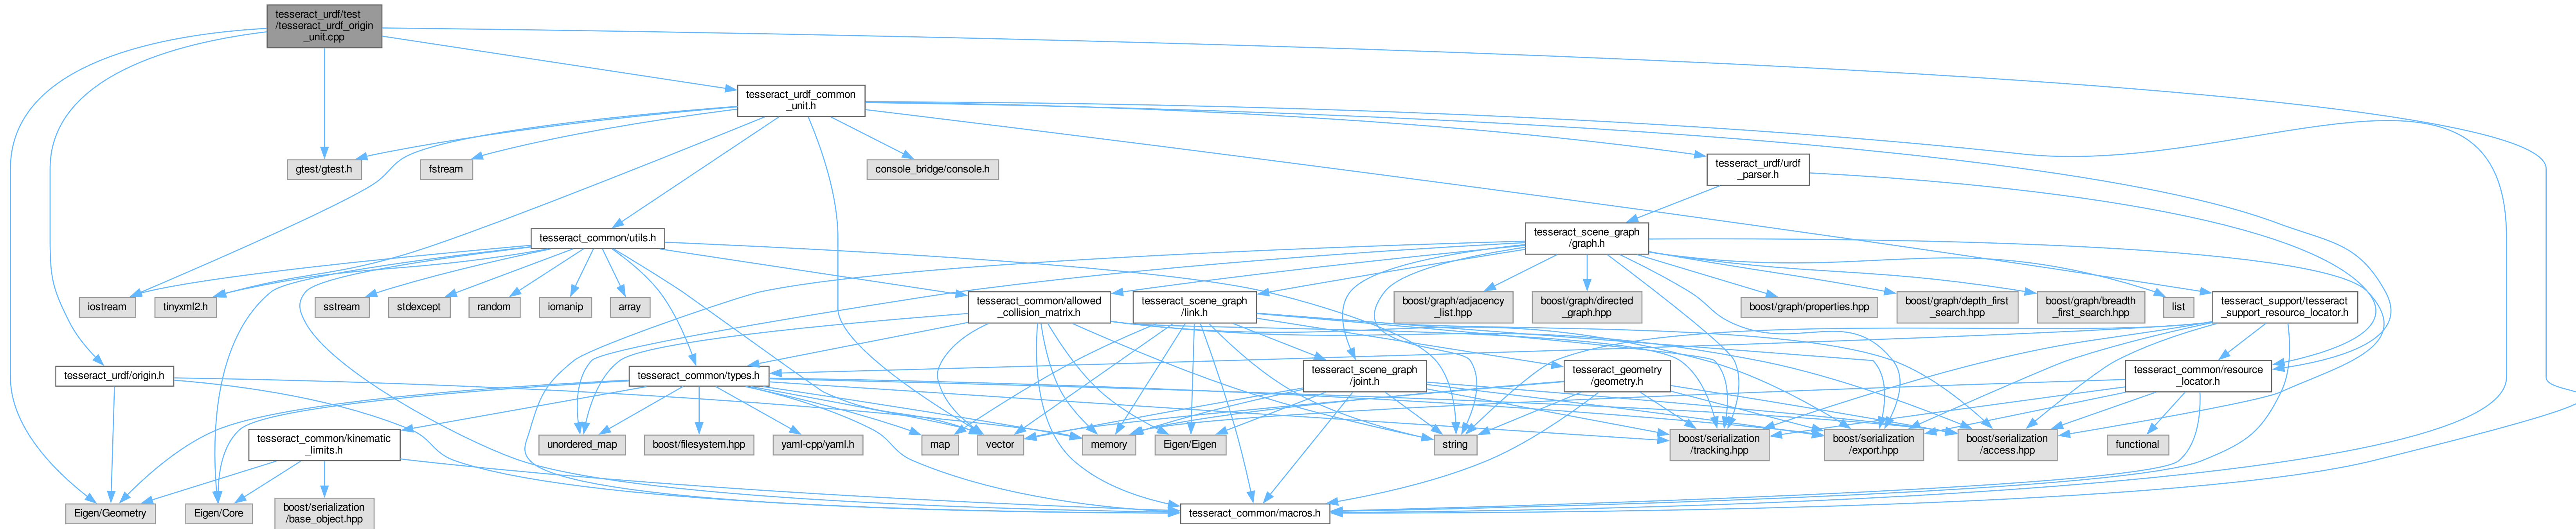 tesseract_urdf/test
/tesseract_urdf_origin
_unit.cpp
tesseract_urdf_common
_unit.h
gtest/gtest.h
fstream
console_bridge/console.h
tesseract_urdf/urdf
_parser.h
tesseract_common/utils.h
tesseract_scene_graph
/graph.h
iostream
tinyxml2.h
sstream
stdexcept
random
iomanip
array
tesseract_common/allowed
_collision_matrix.h
tesseract_scene_graph
/link.h
boost/graph/adjacency
_list.hpp
boost/graph/directed
_graph.hpp
boost/graph/properties.hpp
boost/graph/depth_first
_search.hpp
boost/graph/breadth
_first_search.hpp
list
tesseract_support/tesseract
_support_resource_locator.h
tesseract_urdf/origin.h
tesseract_common/types.h
tesseract_scene_graph
/joint.h
tesseract_geometry
/geometry.h
tesseract_common/resource
_locator.h
tesseract_common/kinematic
_limits.h
unordered_map
boost/filesystem.hpp
yaml-cpp/yaml.h
map
vector
memory
Eigen/Eigen
string
boost/serialization
/tracking.hpp
boost/serialization
/export.hpp
boost/serialization
/access.hpp
functional
Eigen/Geometry
Eigen/Core
boost/serialization
/base_object.hpp
tesseract_common/macros.h